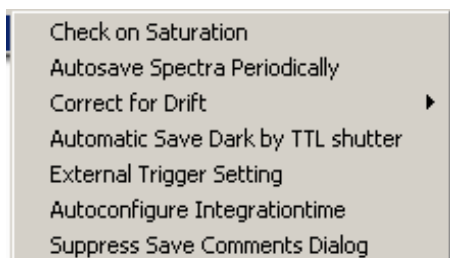 Check on Saturation
Autosave Spectra Periodically
Correct for Drift
Automatic Save Dark by TTL shutter
External Trigger Setting
Autoconfigure Integrationtime
Suppress Save Comments Dialog